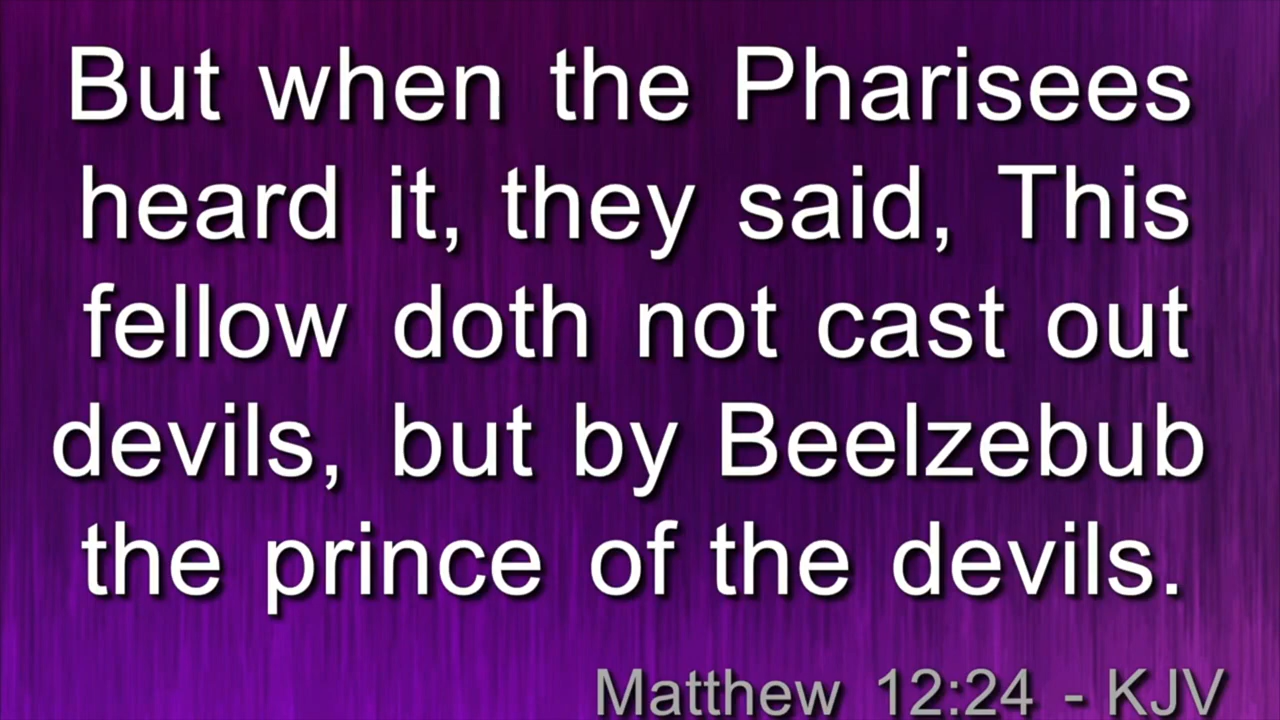 But when the Pharisees
heard it, they said, This
fellow doth not cast out
devils, but by Beelzebub
the prince of the devils.
Matthew 12:24 - KJV